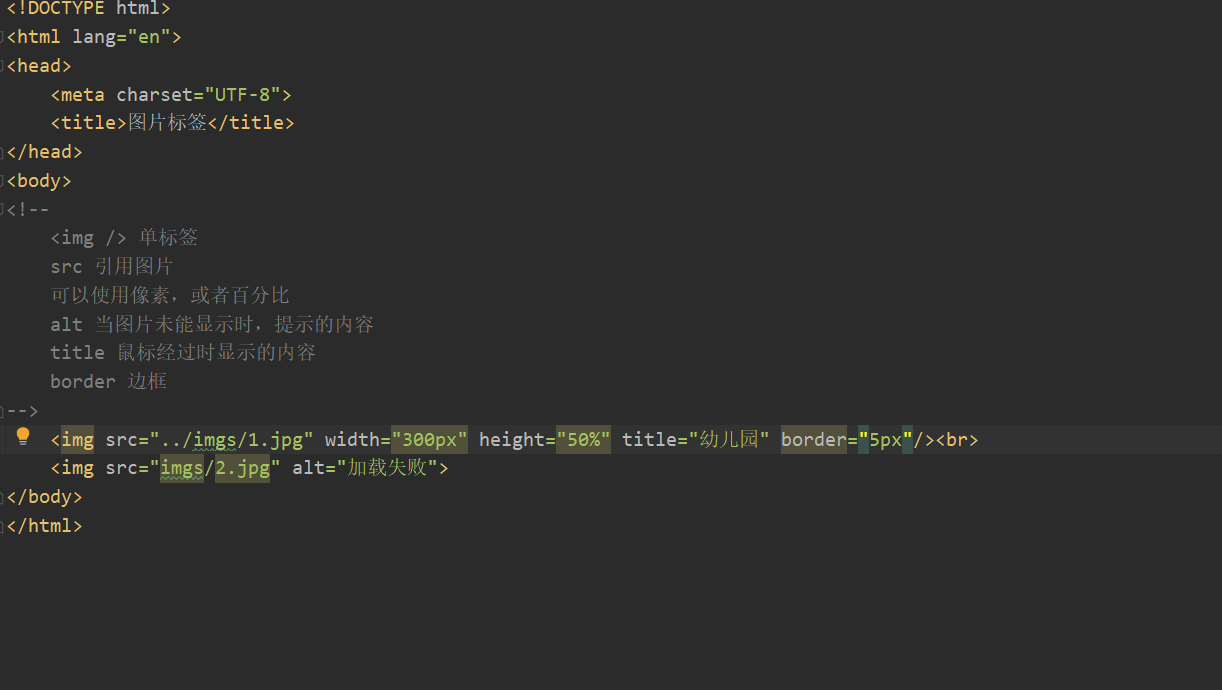 <!DOCTYPE html>
<html lang="en">
<head>
    <meta charset="UTF-8">
    <title>图片标签</title>
</head>
<body>
<!--
    <img /> 单标签
    src 引用图片
    可以使用像素，或者百分比
    alt 当图片未能显示时，提示的内容
    title 鼠标经过时显示的内容
    border 边框
-->
    <img src="../imgs/1.jpg" width="300px" height="50%" title="幼儿园" border="5px"/><br>
    <img src="imgs/2.jpg" alt="加载失败">
</body>
</html>